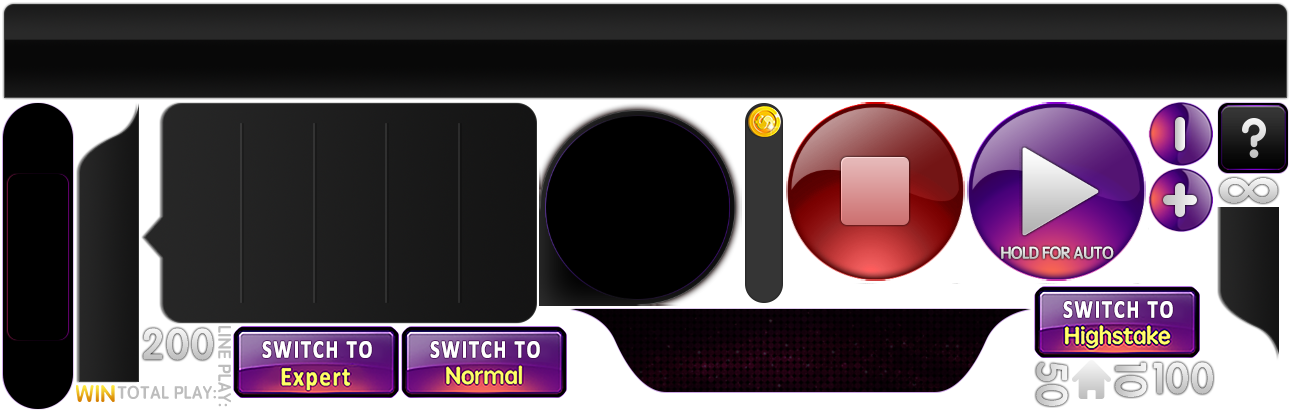 HOLD FOR AUTO
?
∞
200
LINE PLAY:
SWITCH TO
Expert
SWITCH TO
Normal
SWITCH TO
Highstake
WIN
TOTAL PLAY:
50
10
100